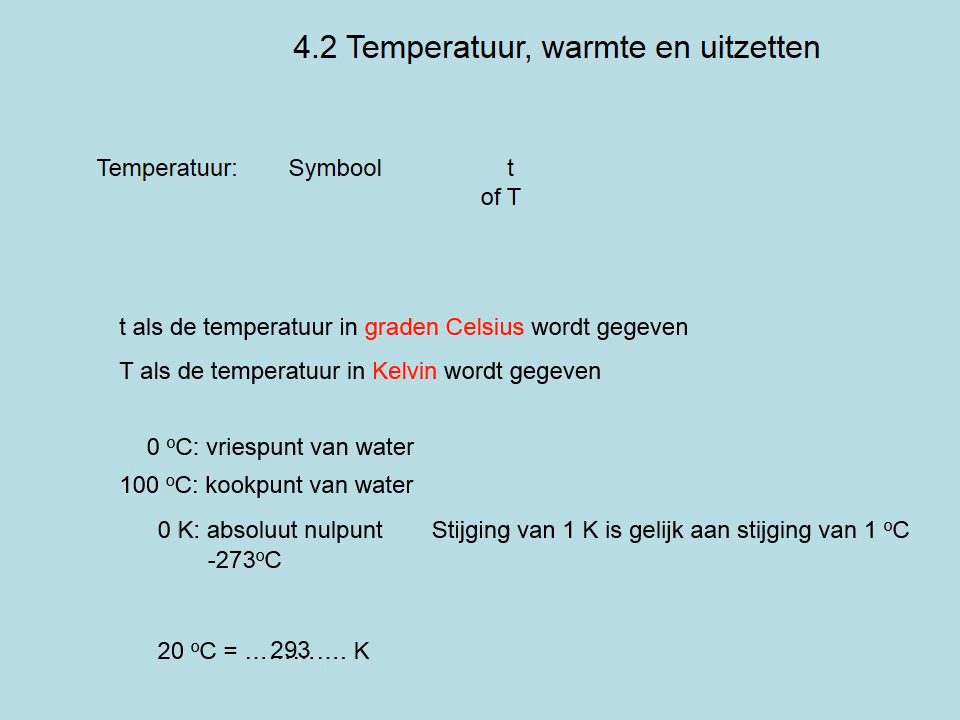 4.2 Temperatuur, warmte en uitzetten
Temperatuur: Symbool t
of T
t als de temperatuur in graden Celsius wordt gegeven
T als de temperatuur in Kelvin wordt gegeven
0 ºC: vriespunt van water
100 ºC: kookpunt van water
0 K: absoluut nulpunt Stijging van 1 K is gelijk aan stijging van 1 ºC
-273ºC
20 ºC = …293…. K